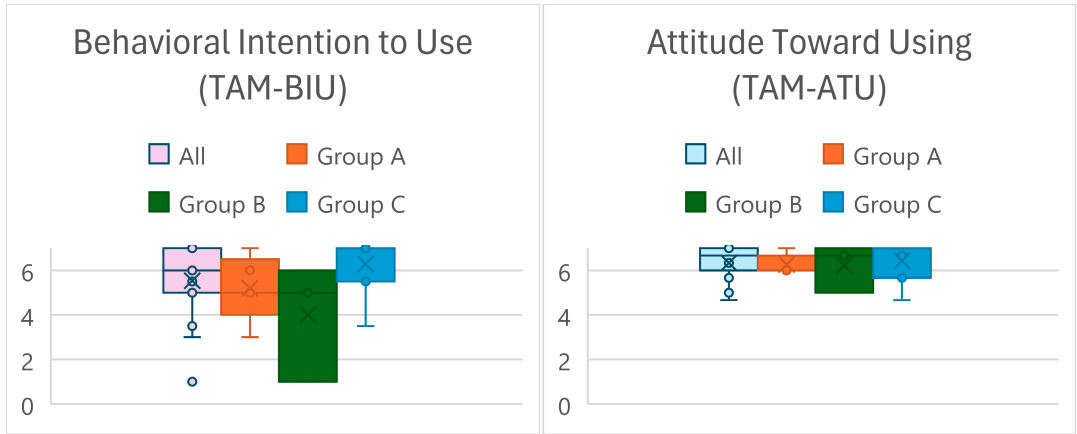 Behavioral Intention to Use
(TAM-BIU)
All
Group A
Group B
Group C
6
4
2
0
Attitude Toward Using
(TAM-ATU)
All
Group A
Group B
Group C
6
4
2
0